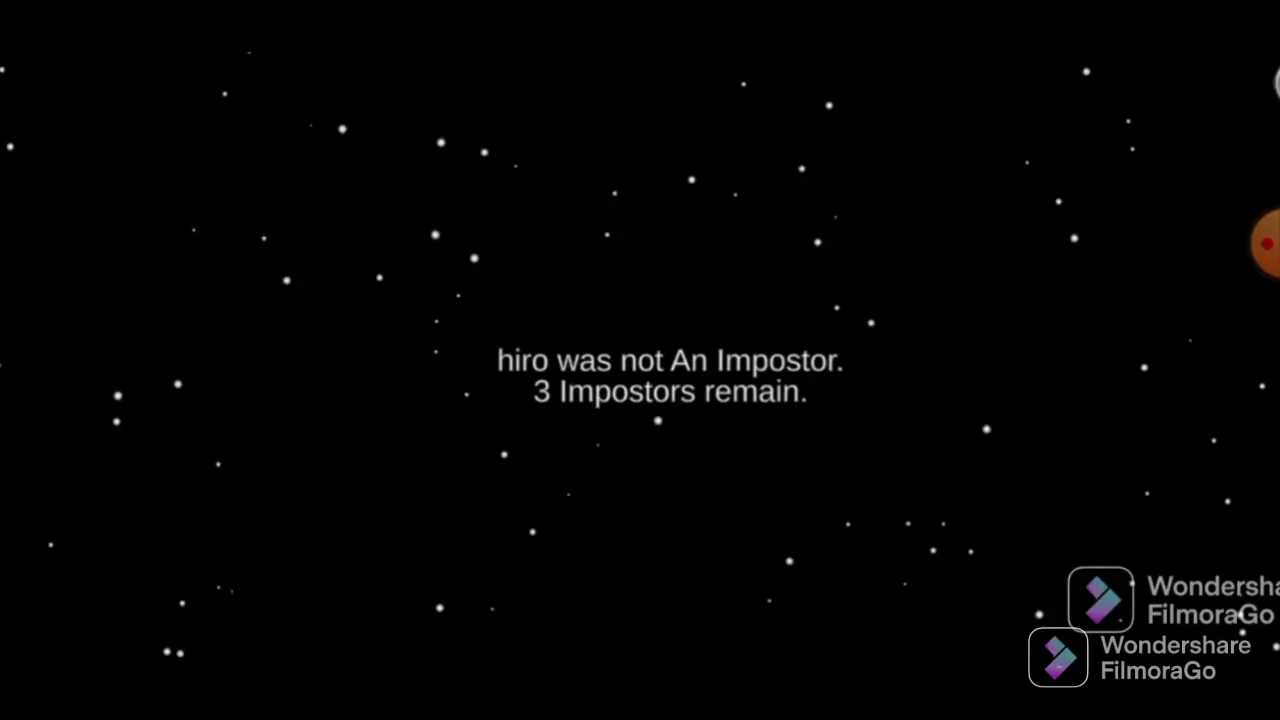 hiro was not An Impostor.
3 Impostors remain.
Wondersha
FilmoraGo
Wondershare
FilmoraGo